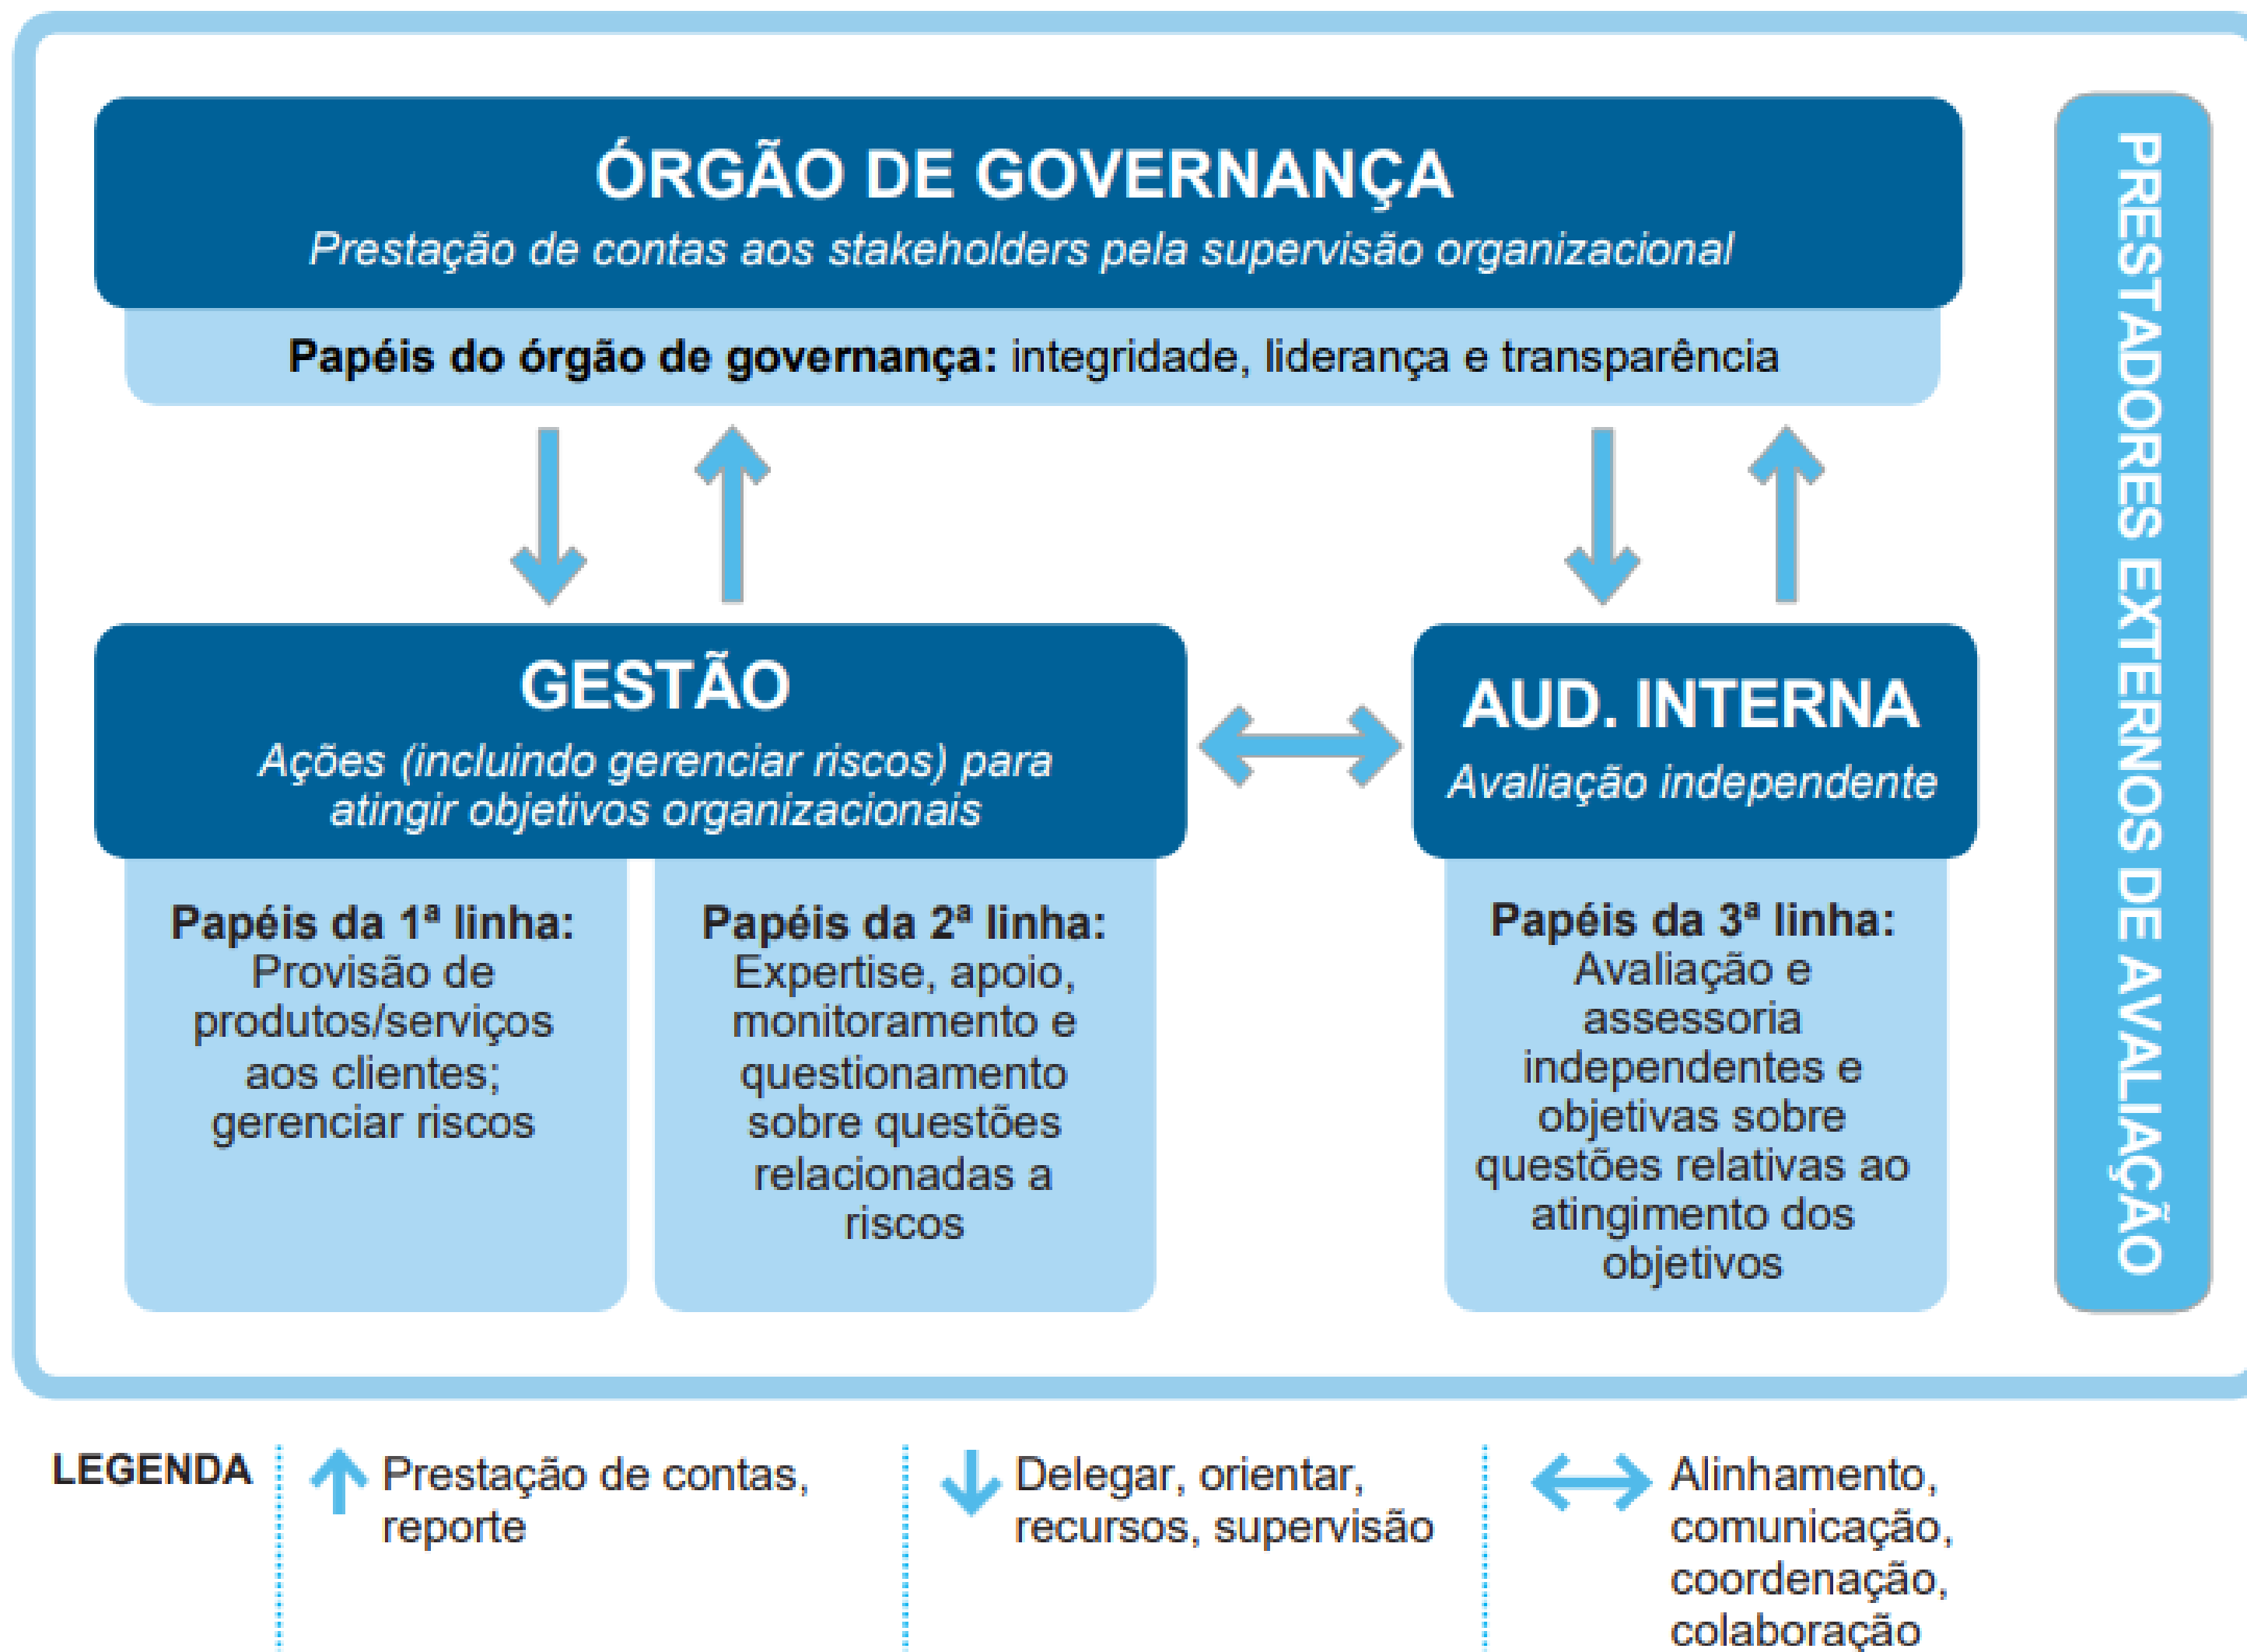 ÓRGÃO DE GOVERNANÇA
Prestação de contas aos stakeholders pela supervisão organizacional
Papéis do órgão de governança: integridade, liderança e transparência
GESTÃO
Ações (incluindo gerenciar riscos) para
atingir objetivos organizacionais
Papéis da 1ª linha:
Provisão de
produtos/serviços
aos clientes;
gerenciar riscos
Papéis da 2ª linha:
Expertise, apoio,
monitoramento e
questionamento
sobre questões
relacionadas a
riscos
AUD. INTERNA
Avaliação independente
Papéis da 3ª linha:
Avaliação e
assessoria
independentes e
objetivas sobre
questões relativas ao
atingimento dos
objetivos
PRESTADORES EXTERNOS DE AVALIAÇÃO
LEGENDA
Prestação de contas,
reporte
Delegar, orientar,
recursos, supervisão
Alinhamento,
comunicação,
coordenação,
colaboração